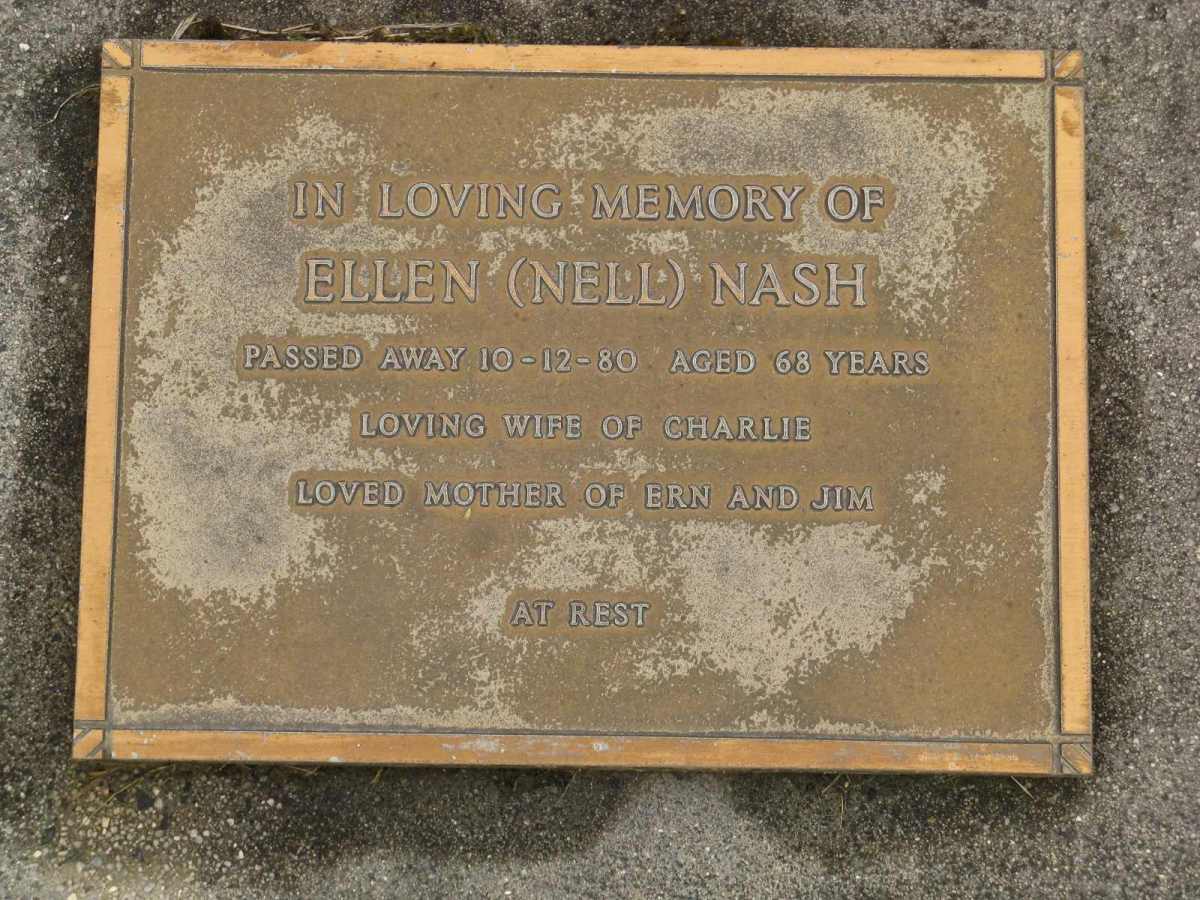 IN LOVING MEMORY OF
ELLEN (NELL) NASH
PASSED AWAY 10-12-80 AGED 68 YEARS
LOVING WIFE OF CHARLIE
LOVED MOTHER OF ERN AND JIM
AT REST